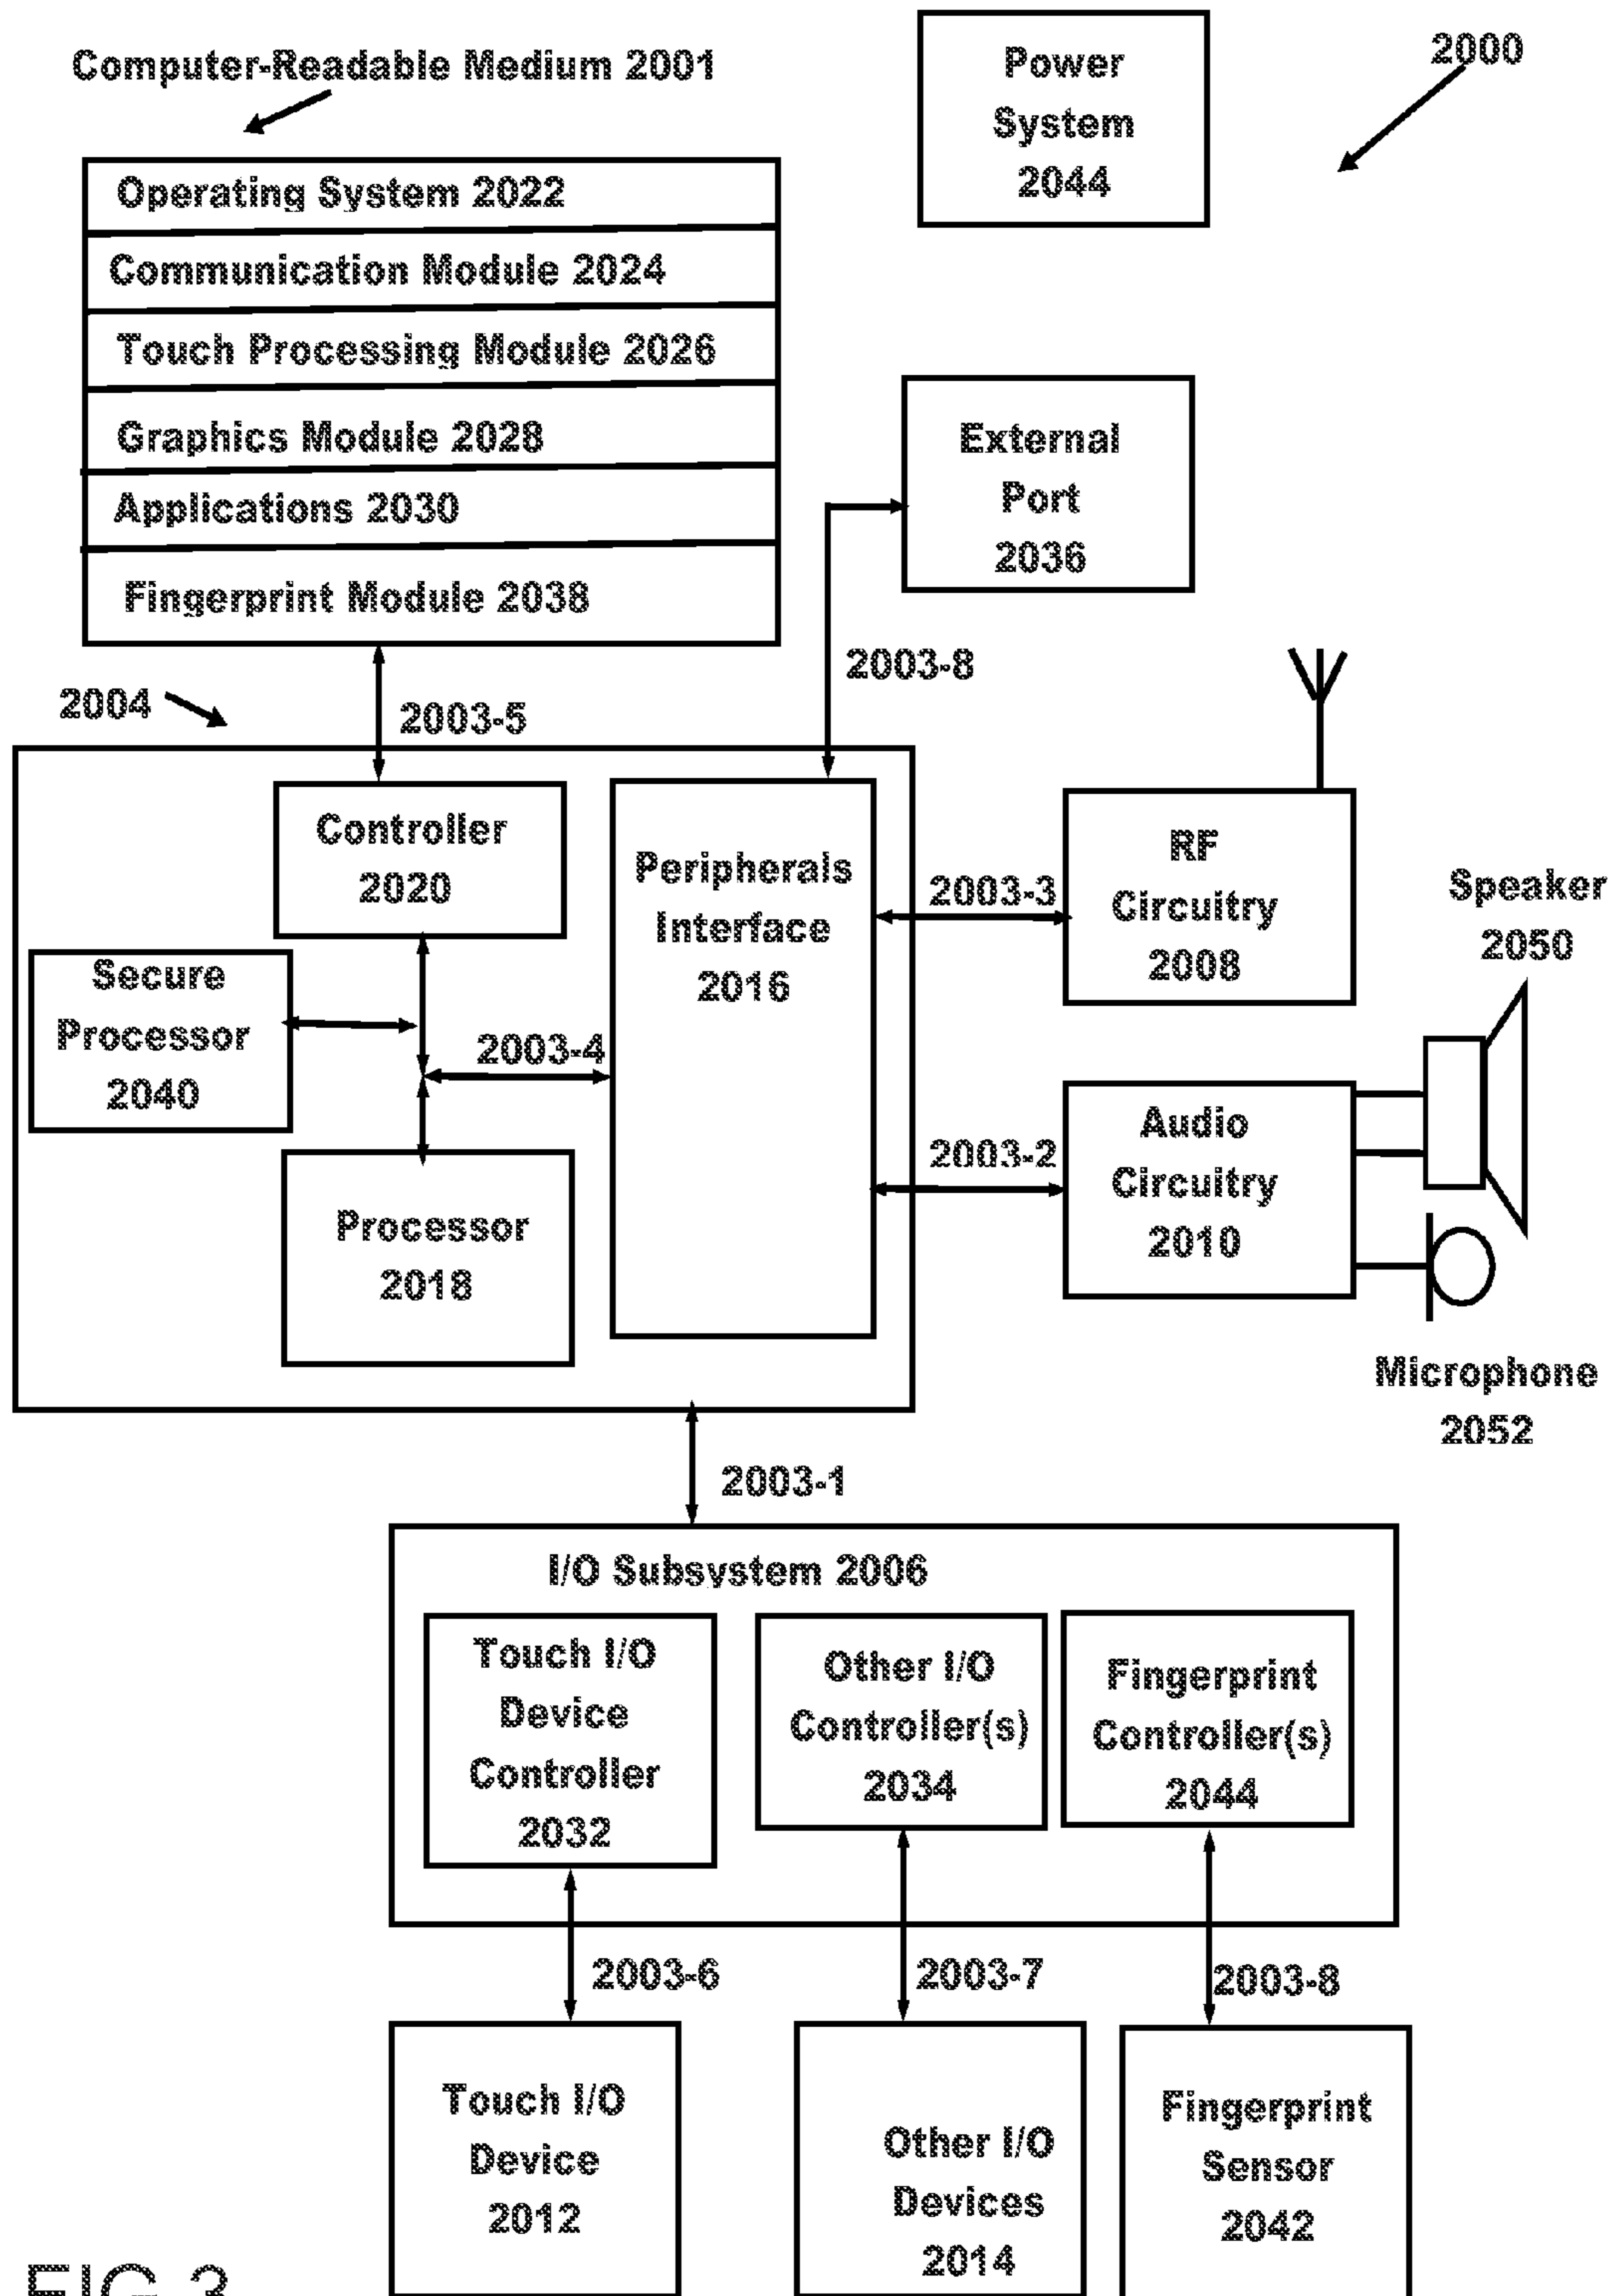 Computer-Readable Medium 2001
Power
System
2044
2000
Operating System 2022
Communication Module 2024
Touch Processing Module 2026
Graphics Module 2028
Applications 2030
Fingerprint Module 2038
External
Port
2036
2003-8
2004
2003-5
Controller
2020
Peripherals
Interface
2016
2003-3
RF
Circuitry
2008
Speaker
2050
Secure
Processor
2040
2003-4
2003-2
Audio
Circuitry
2010
Processor
2018
Microphone
2052
2003-1
I/O Subsystem 2006
Touch I/O
Device
Controller
2032
Other I/O
Controller(s)
2034
Fingerprint
Controller(s)
2044
2003-6
2003-7
2003-8
Touch I/O
Device
2012
Other I/O
Devices
2014
Fingerprint
Sensor
2042
FIG 3